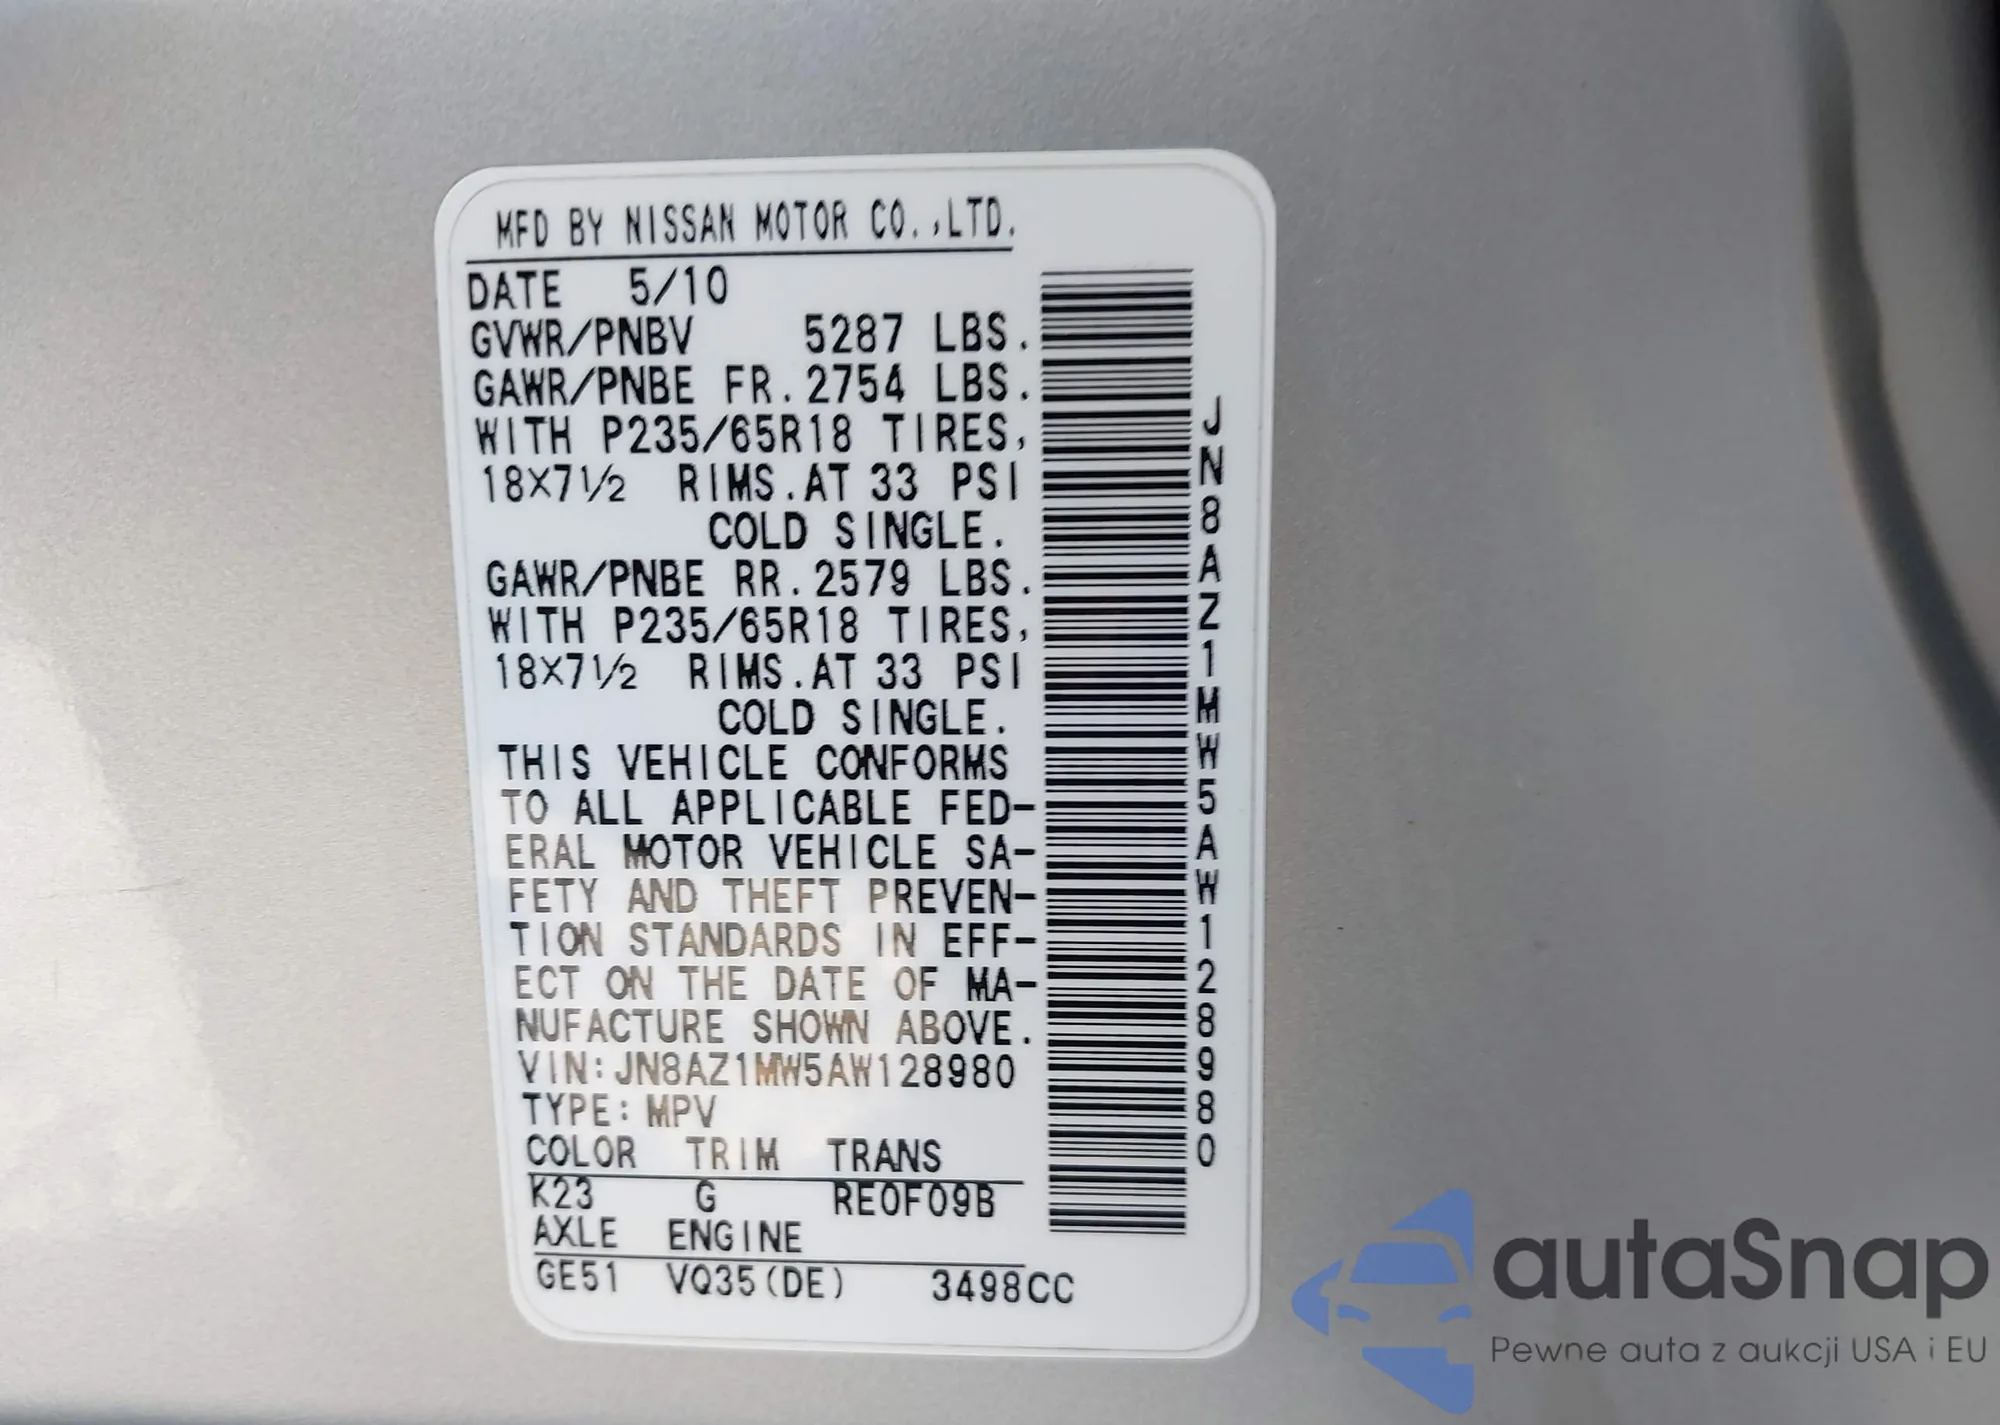 MFD BY NISSAN MOTOR CO.,LTD.
DATE 5/10
GVWR/PNBV 5287 LBS.
GAWR/PNBE FR.2754 LBS.
WITH P235/65R18 TIRES,
18X7½ RIMS.AT 33 PSI
COLD SINGLE.
GAWR/PNBE RR.2579 LBS.
WITH P235/65R18 TIRES,
18X7½ RIMS.AT 33 PSI
COLD SINGLE.
THIS VEHICLE CONFORMS
TO ALL APPLICABLE FED-
ERAL MOTOR VEHICLE SA-
FETY AND THEFT PREVEN-
TION STANDARDS IN EFF-
ECT ON THE DATE OF MA-
NUFACTURE SHOWN ABOVE.
VIN:JN8AZ1MW5AW128980
TYPE:MPV
COLOR TRIM TRANS
K23 G RE0F09B
AXLE ENGINE
GE51 VQ35(DE) 3498CC
JN8AZ1MW5AW128980
autaSnap
Pewne auta z aukcji USA i EU